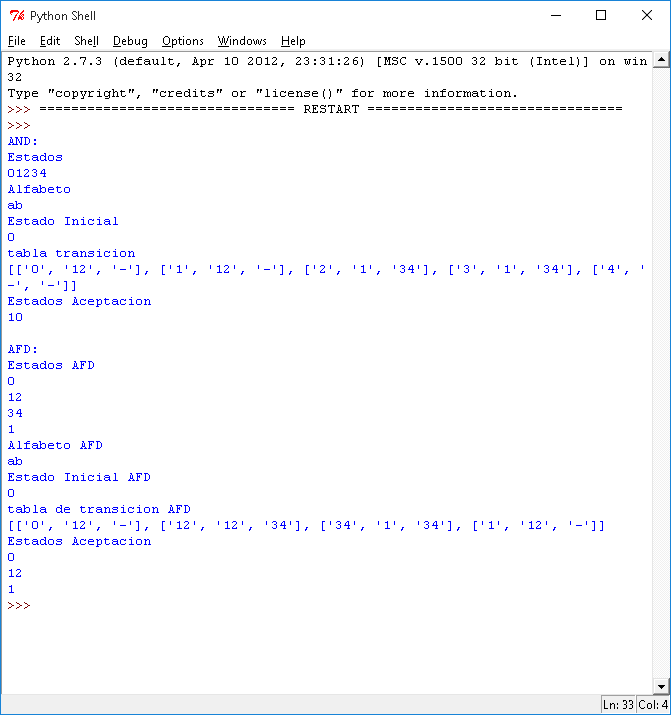 Python Shell
File Edit Shell Debug Options Windows Help
Python 2.7.3 (default, Apr 10 2012, 23:31:26) [MSC v.1500 32 bit (Intel)] on win
32
Type "copyright", "credits" or "license()" for more information.
>>> ================================ RESTART ================================
>>>
AND:
Estados
01234
Alfabeto
ab
Estado Inicial
0
tabla transicion
[['0', '12', '-'], ['1', '12', '-'], ['2', '1', '34'], ['3', '1', '34'], ['4', '
-', '-']]
Estados Aceptacion
10
AFD:
Estados AFD
0
12
34
1
Alfabeto AFD
ab
Estado Inicial AFD
0
tabla de transicion AFD
[['0', '12', '-'], ['12', '12', '34'], ['34', '1', '34'], ['1', '12', '-']]
Estados Aceptacion
0
12
1
>>>
Ln: 33 Col: 4